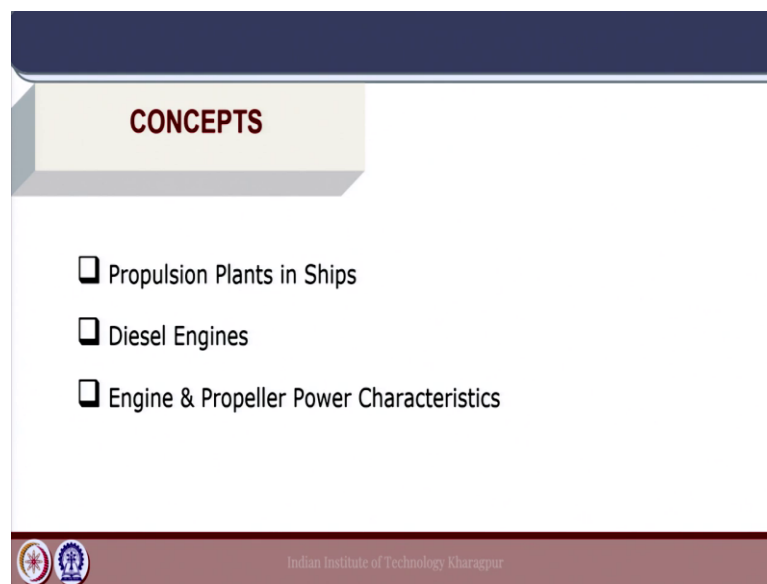 CONCEPTS
Propulsion Plants in Ships
Diesel Engines
Engine & Propeller Power Characteristics
Indian Institute of Technology Kharagpur